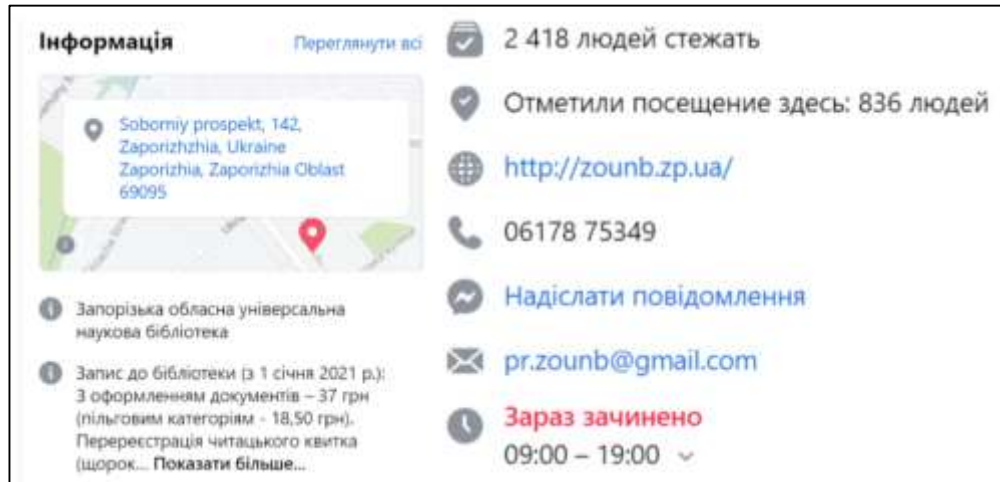 Інформація
Переглянути всі
Soborniy prospekt, 142,
Zaporizhzhia, Ukraine
Zaporizhia, Zaporizhia Oblast
69095
Запорізька обласна універсальна
наукова бібліотека
Запис до бібліотеки (з 1 січня 2021 р.):
З оформленням документів – 37 грн
(пільговим категоріям - 18,50 грн).
Перереєстрація читацького квитка
(щорок... Показати більше...
2 418 людей стежать
Отметили посещение здесь: 836 людей
http://zounb.zp.ua/
06178 75349
Надіслати повідомлення
pr.zounb@gmail.com
Зараз зачинено
09:00 – 19:00